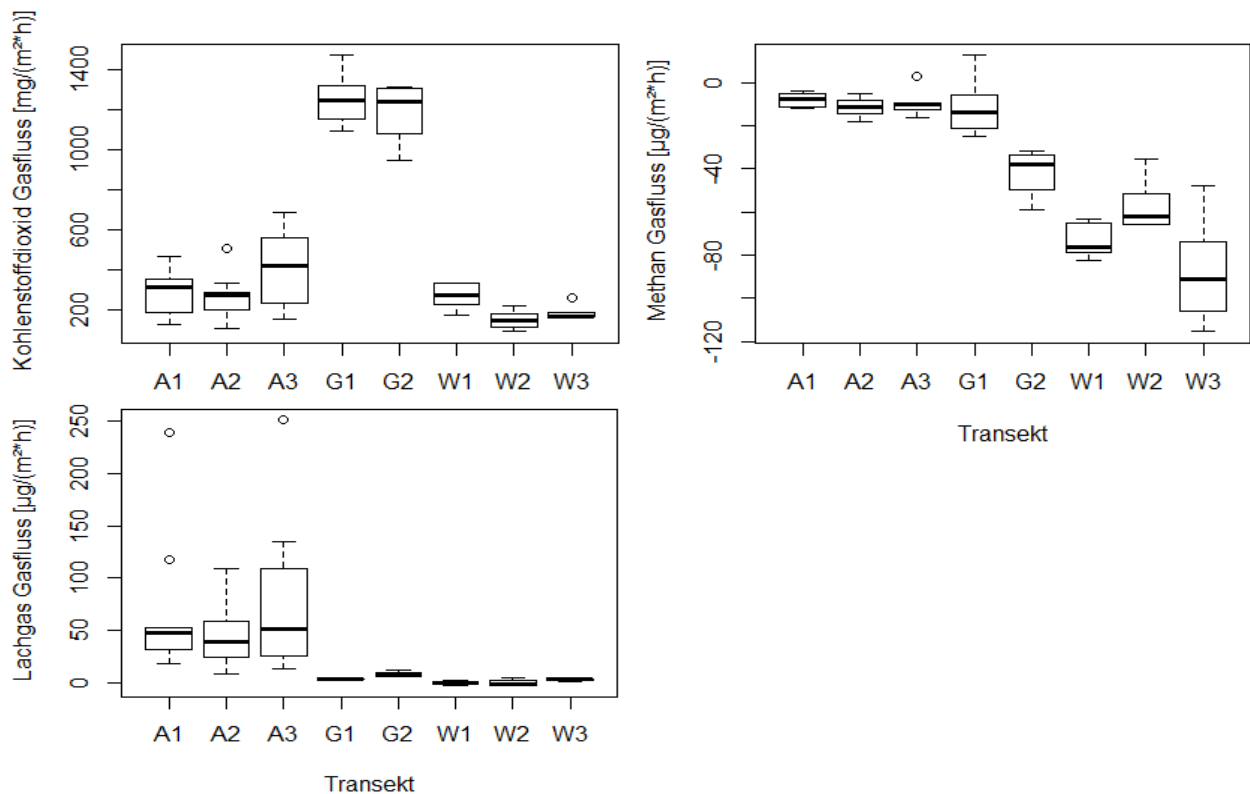 Kohlenstoffdioxid Gasfluss [mg/(m²*h)]
1400
1000
600
200
A1 A2 A3 G1 G2 W1 W2 W3
Methan Gasfluss [µg/(m²*h)]
0
-40
-80
-120
A1 A2 A3 G1 G2 W1 W2 W3
Transekt
Lachgas Gasfluss [µg/(m²*h)]
250
200
150
100
50
0
A1 A2 A3 G1 G2 W1 W2 W3
Transekt